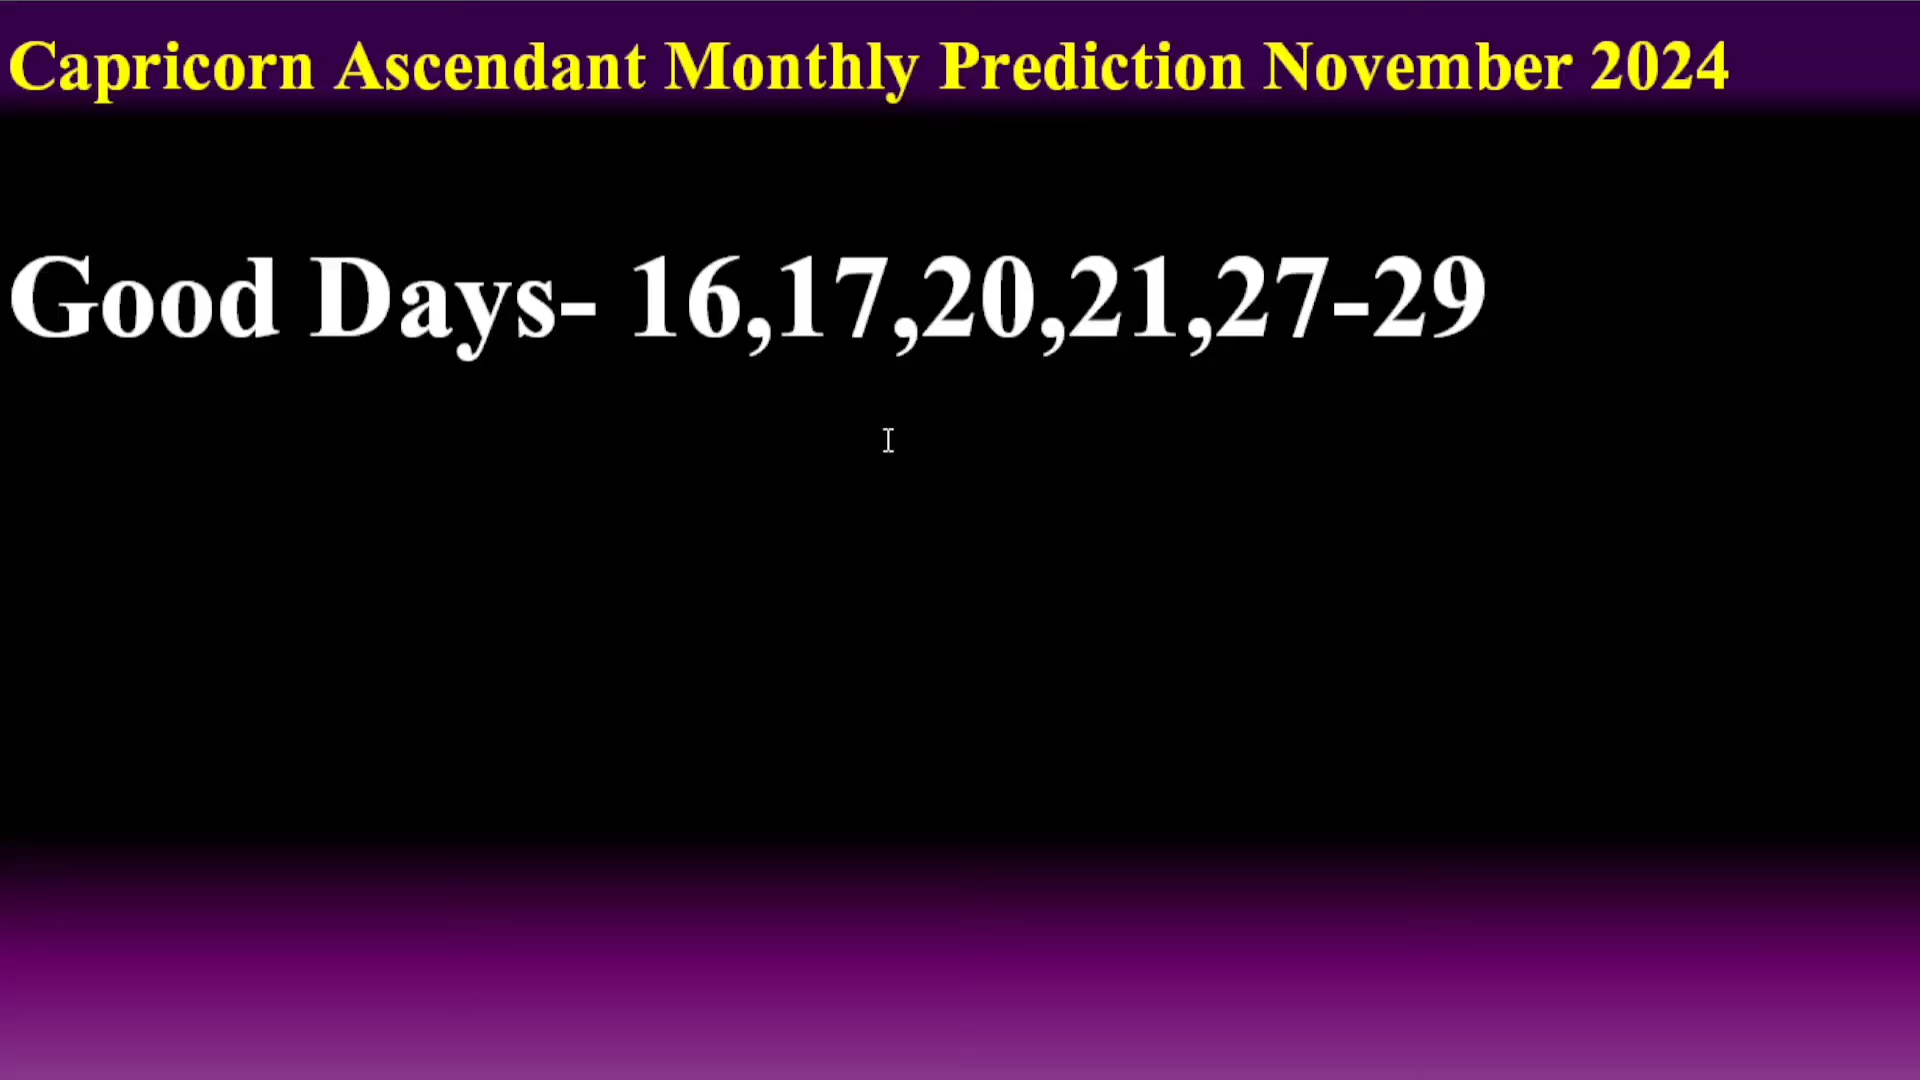 Capricorn Ascendant Monthly Prediction November 2024
Good Days- 16,17,20,21,27-29